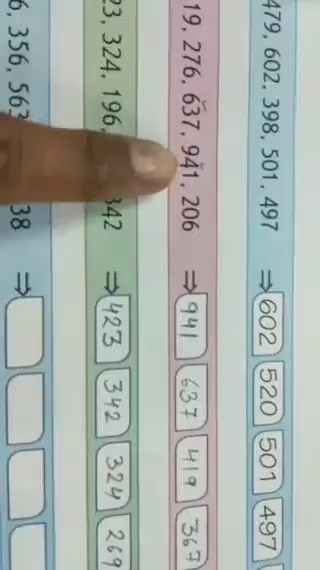 479, 602, 398, 501, 497 ⇒ 602 520 501 497
19, 276, 637, 941, 206 ⇒ 941 637 419 367
23, 324, 196, 342 ⇒ 423 342 324 269
6, 356, 563 38 ⇒